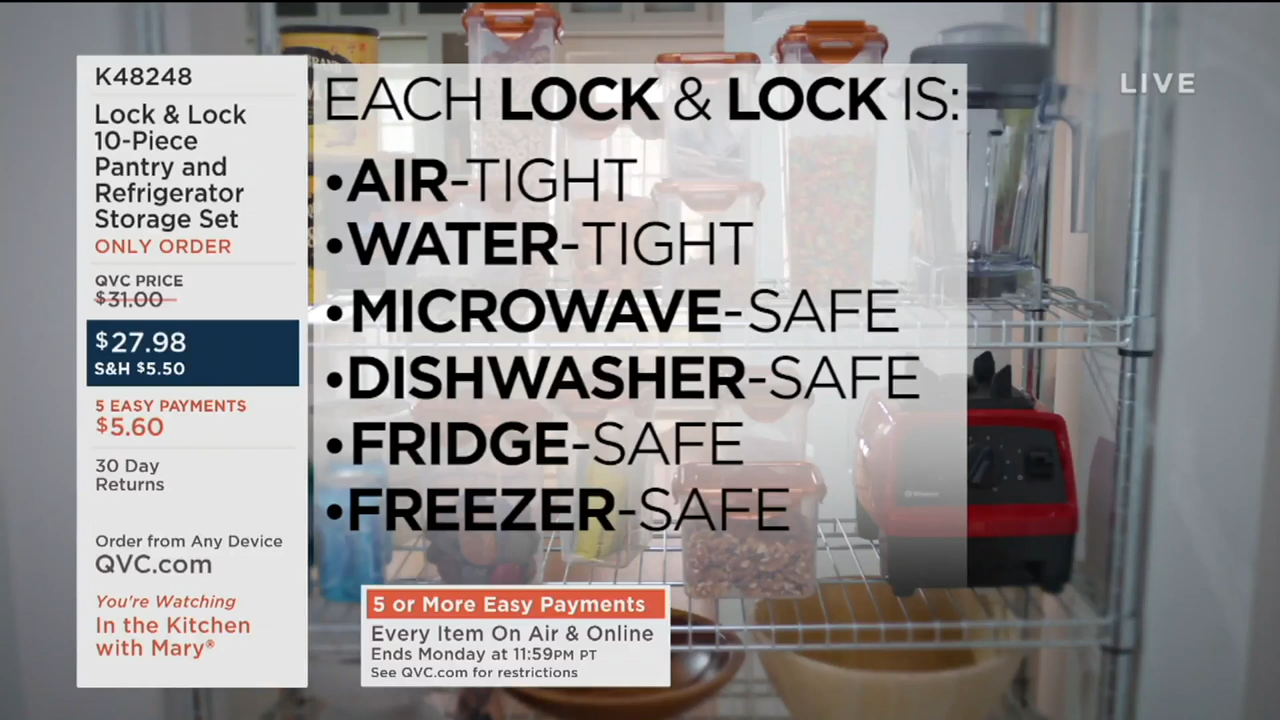 K48248
Lock & Lock
10-Piece
Pantry and
Refrigerator
Storage Set
ONLY ORDER
QVC PRICE
$31.00
$27.98
S&H $5.50
5 EASY PAYMENTS
$5.60
30 Day
Returns
Order from Any Device
QVC.com
You're Watching
In the Kitchen
with Mary®
EACH LOCK & LOCK IS:
•AIR-TIGHT
•WATER-TIGHT
•MICROWAVE-SAFE
•DISHWASHER-SAFE
•FRIDGE-SAFE
•FREEZER-SAFE
5 or More Easy Payments
Every Item On Air & Online
Ends Monday at 11:59PM PT
See QVC.com for restrictions
LIVE